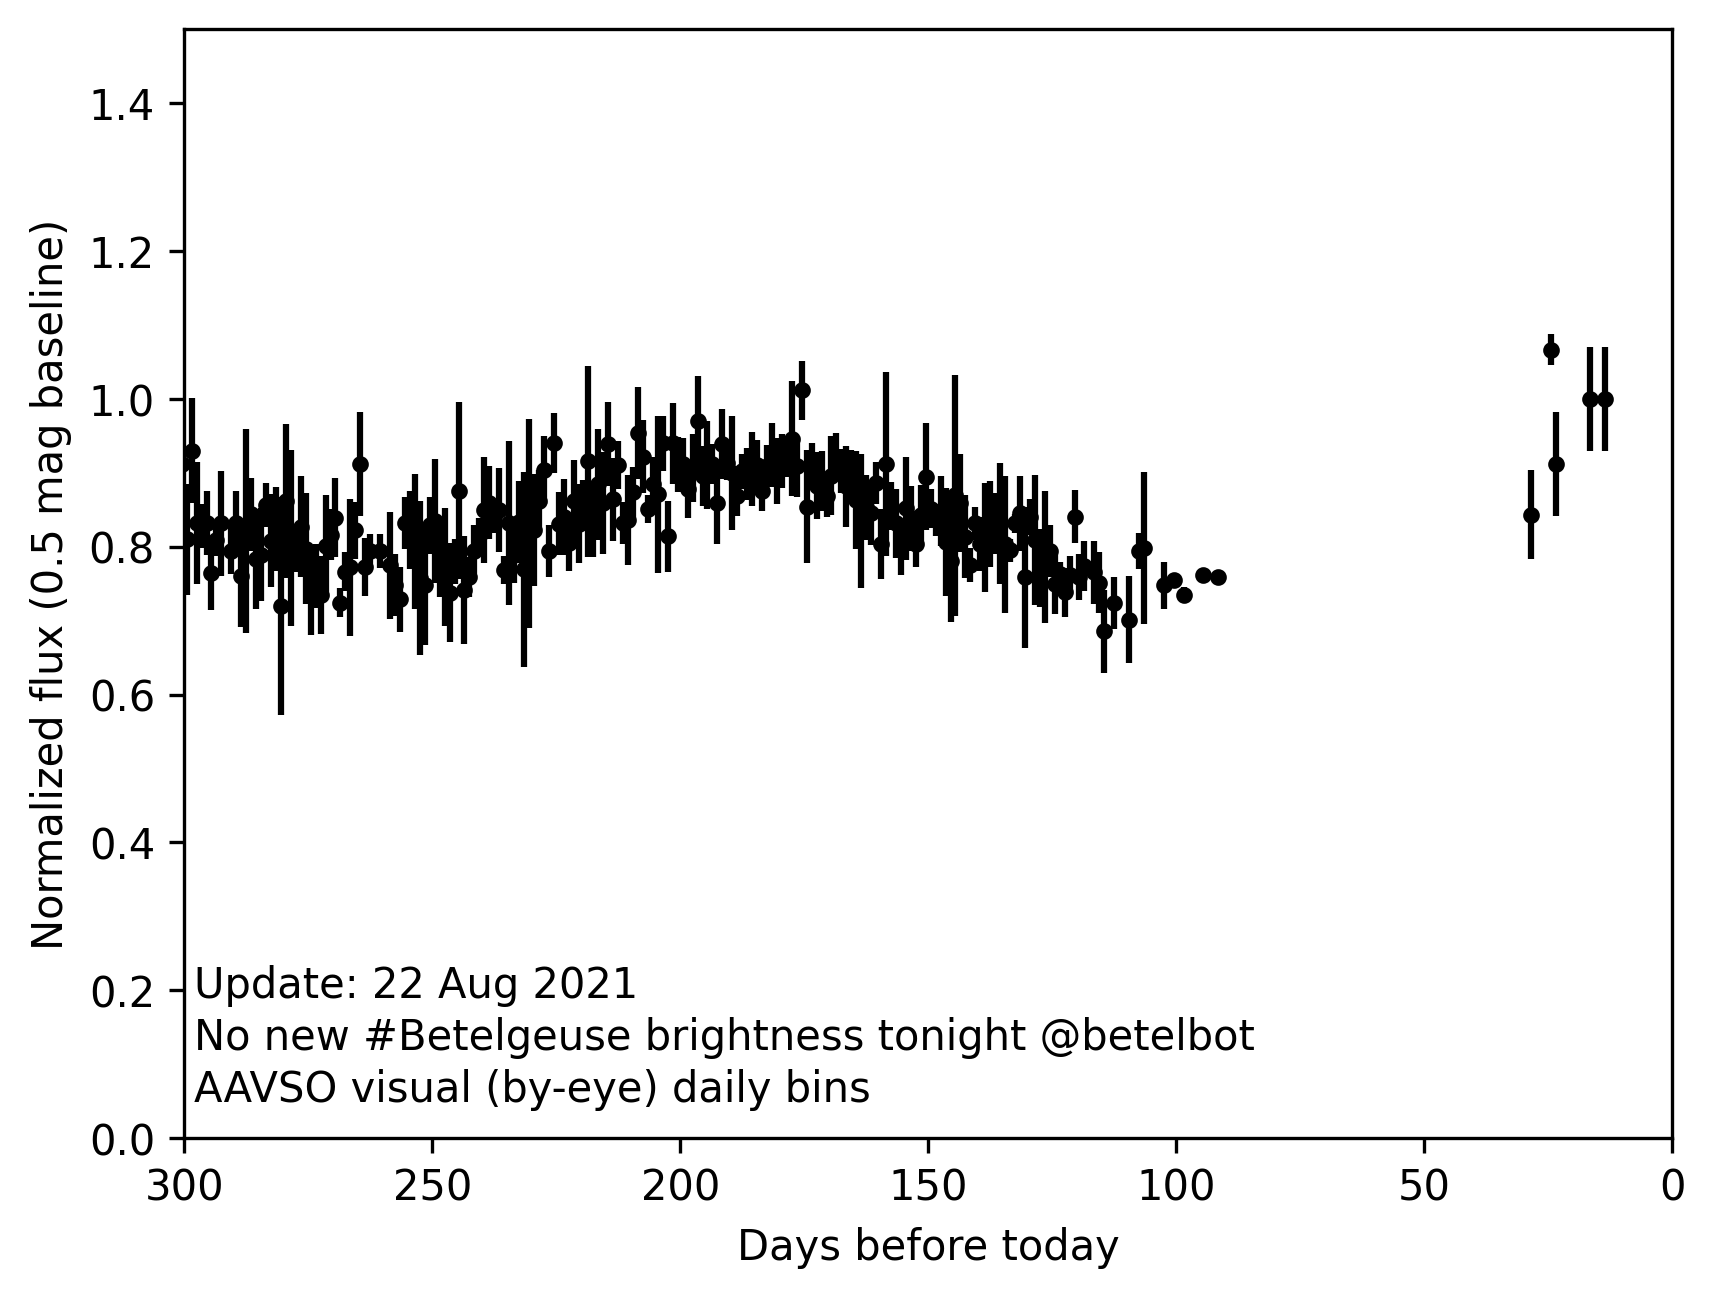 1.4
1.2
1.0
0.8
0.6
0.4
0.2
0.0
Normalized flux (0.5 mag baseline)
Update: 22 Aug 2021
No new #Betelgeuse brightness tonight @betelbot
AAVSO visual (by-eye) daily bins
300 250 200 150 100 50 0
Days before today